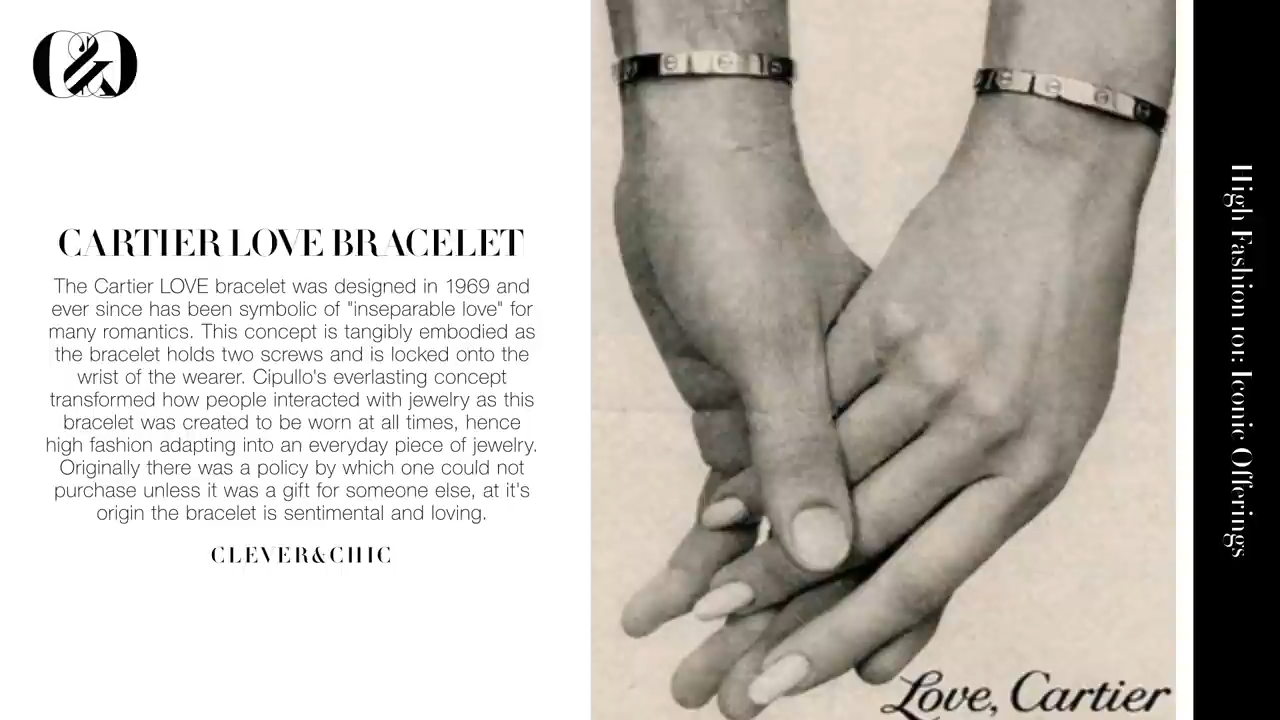 C&C
CARTIER LOVE BRACELET
The Cartier LOVE bracelet was designed in 1969 and
ever since has been symbolic of "inseparable love" for
many romantics. This concept is tangibly embodied as
the bracelet holds two screws and is locked onto the
wrist of the wearer. Cipullo's everlasting concept
transformed how people interacted with jewelry as this
bracelet was created to be worn at all times, hence
high fashion adapting into an everyday piece of jewelry.
Originally there was a policy by which one could not
purchase unless it was a gift for someone else, at it's
origin the bracelet is sentimental and loving.
CLEVER&CHIC
Love, Cartier
High Fashion 101: Iconic Offerings